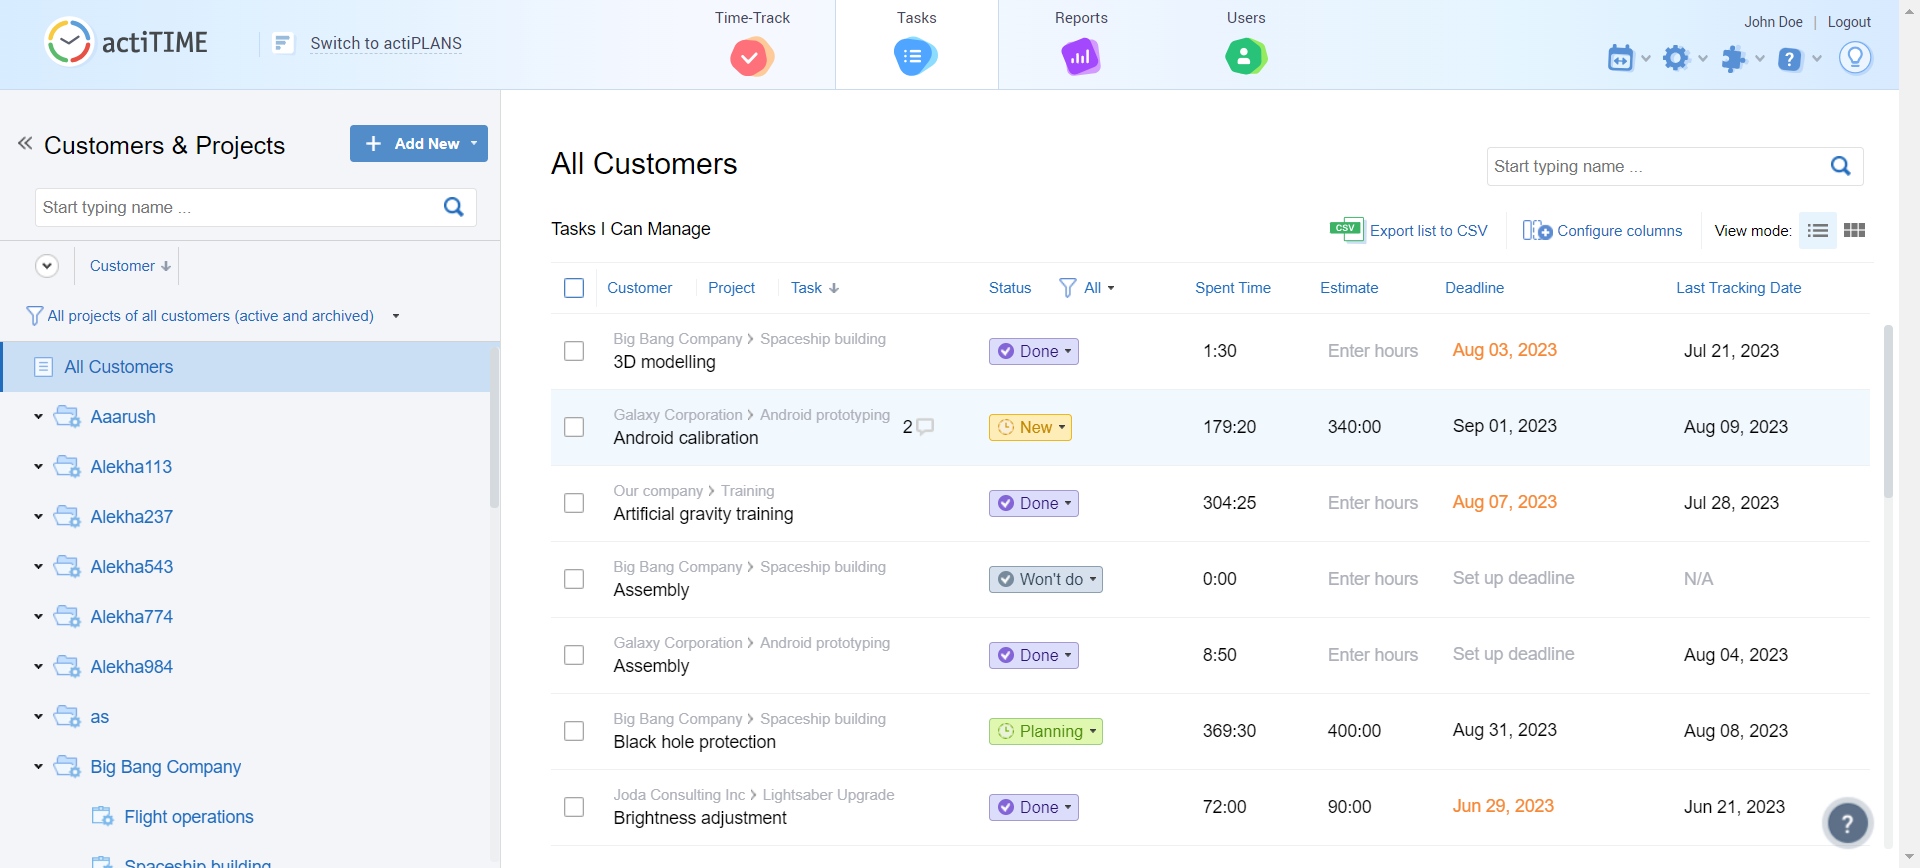 actiTIME
Switch to actiPLANS
Time-Track
Tasks
Reports
Users
John Doe | Logout
Customers & Projects
Add New
Start typing name ...
Customer
All projects of all customers (active and archived)
All Customers
Aaarush
Alekha113
Alekha237
Alekha543
Alekha774
Alekha984
as
Big Bang Company
Flight operations
Spaceship building
All Customers
Start typing name ...
Tasks I Can Manage
CSV Export list to CSV
Configure columns
View mode:
Customer Project Task Status All Spent Time Estimate Deadline Last Tracking Date
Big Bang Company > Spaceship building
3D modelling Done 1:30 Enter hours Aug 03, 2023 Jul 21, 2023
Galaxy Corporation > Android prototyping
Android calibration 2 New 179:20 340:00 Sep 01, 2023 Aug 09, 2023
Our company > Training
Artificial gravity training Done 304:25 Enter hours Aug 07, 2023 Jul 28, 2023
Big Bang Company > Spaceship building
Assembly Won't do 0:00 Enter hours Set up deadline N/A
Galaxy Corporation > Android prototyping
Assembly Done 8:50 Enter hours Set up deadline Aug 04, 2023
Big Bang Company > Spaceship building
Black hole protection Planning 369:30 400:00 Aug 31, 2023 Aug 08, 2023
Joda Consulting Inc > Lightsaber Upgrade
Brightness adjustment Done 72:00 90:00 Jun 29, 2023 Jun 21, 2023
?